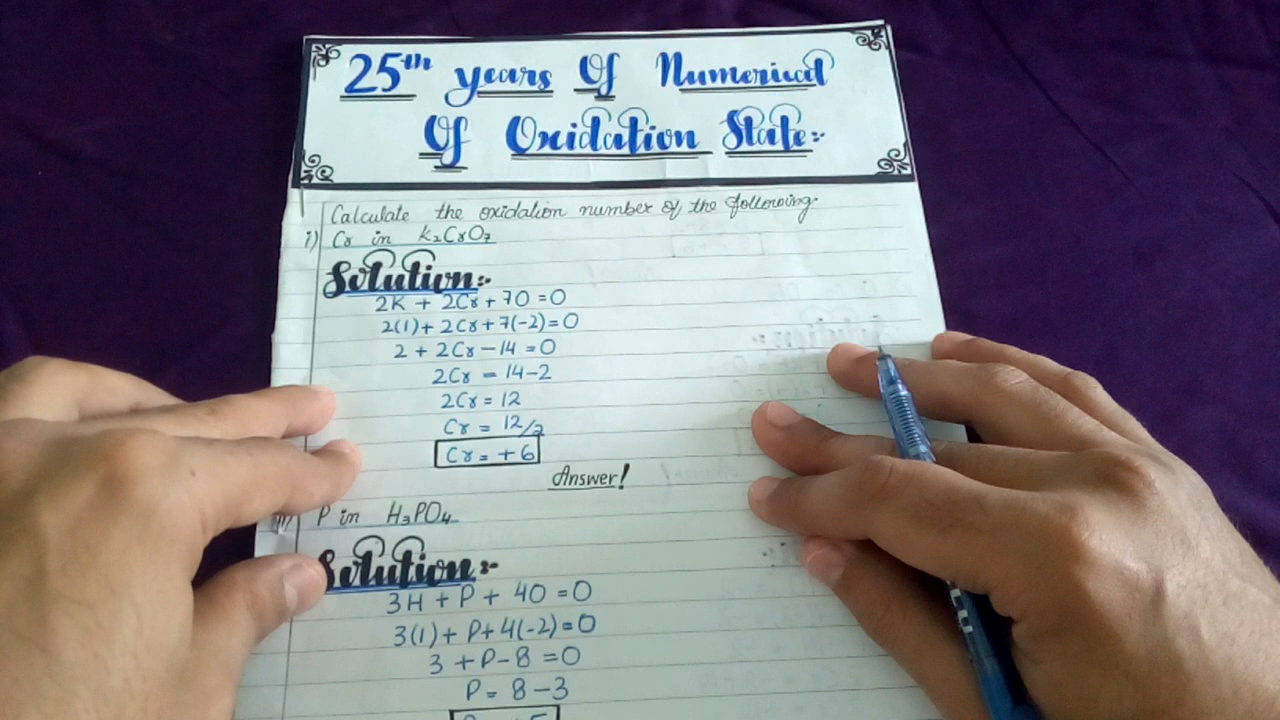 25th years Of Numerical
Of Oxidation State:-
Calculate the oxidation number of the following.
i) Cr in K₂CrO₇
Solution:-
2K + 2Cr + 7O = 0
2(1) + 2Cr + 7(-2) = 0
2 + 2Cr - 14 = 0
2Cr = 14-2
2Cr = 12
Cr = 12/2
Cr = +6
Answer!
P in H₃PO₄
Solution:-
3H + P + 4O = 0
3(1) + P + 4(-2) = 0
3 + P - 8 = 0
P = 8 - 3